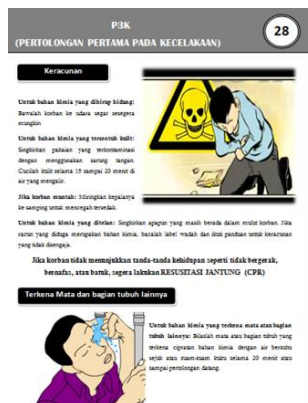 P3K
(PERTOLONGAN PERTAMA PADA KECELAKAAN)
28
Keracunan
Untuk bahan kimia yang dihirup hidung:
Bawalah korban ke udara segar sesegera
mungkin
Untuk bahan kimia yang tersentuh kulit:
Singkirkan pakaian yang terkontaminasi
dengan menggunakan sarung tangan.
Cucilah kulit selama 15 sampai 20 menit di
air yang mengalir.
Jika korban muntah: Miringkan kepalanya
ke samping untuk mencegah tersedak.
Untuk bahan kimia yang ditelan: Singkirkan apapun yang masih berada dalam mulut korban. Jika
racun yang diduga merupakan bahan kimia, bacalah label wadah dan ikuti panduan untuk keracunan
yang tidak disengaja.
Jika korban tidak menunjukkan tanda-tanda kehidupan seperti tidak bergerak,
bernafas, atau batuk, segera lakukan RESUSITASI JANTUNG (CPR)
Terkena Mata dan bagian tubuh lainnya
Untuk bahan kimia yang terkena mata atau bagian
tubuh lainnya: Bilaslah mata atau bagian tubuh yang
terkena cipratan bahan kimia dengan air bersuhu
sejuk atau suam-suam kuku selama 20 menit atau
sampai pertolongan datang.